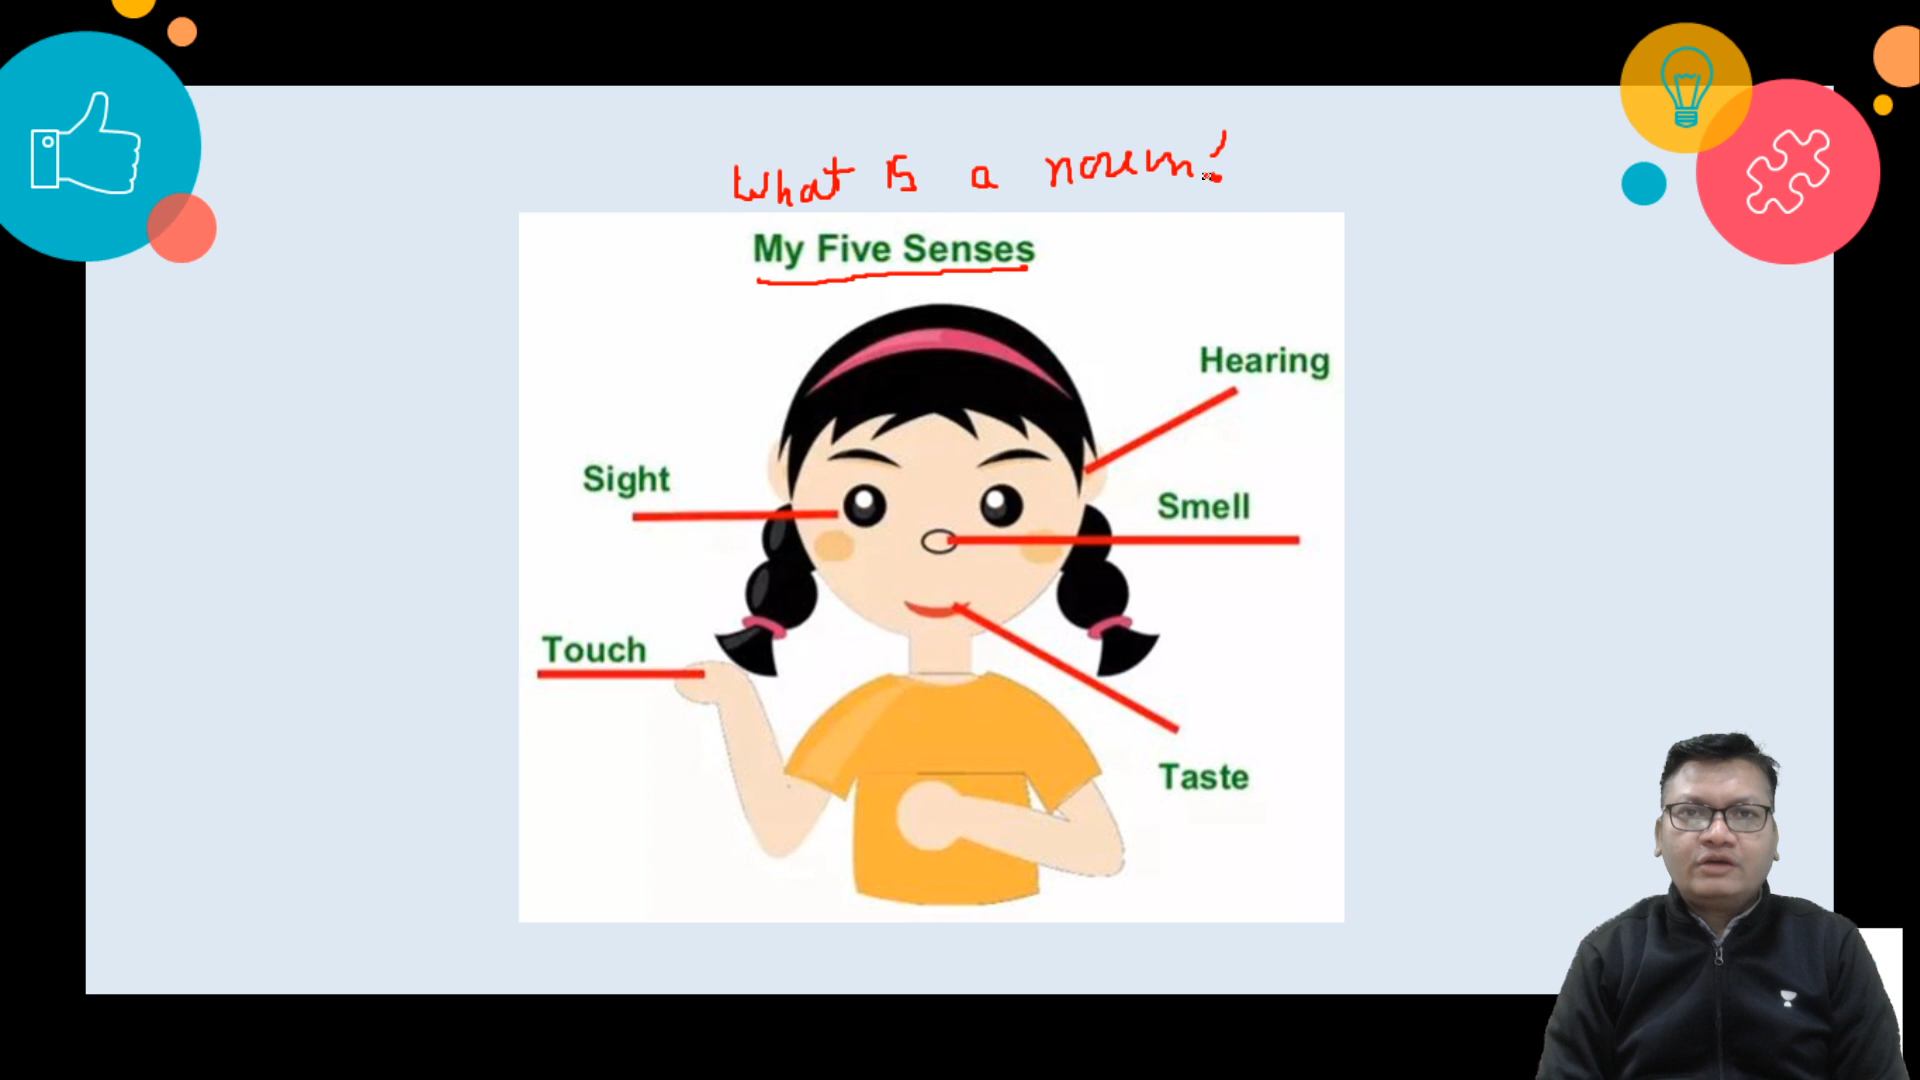 What is a noun?
My Five Senses
Hearing
Sight
Smell
Touch
Taste